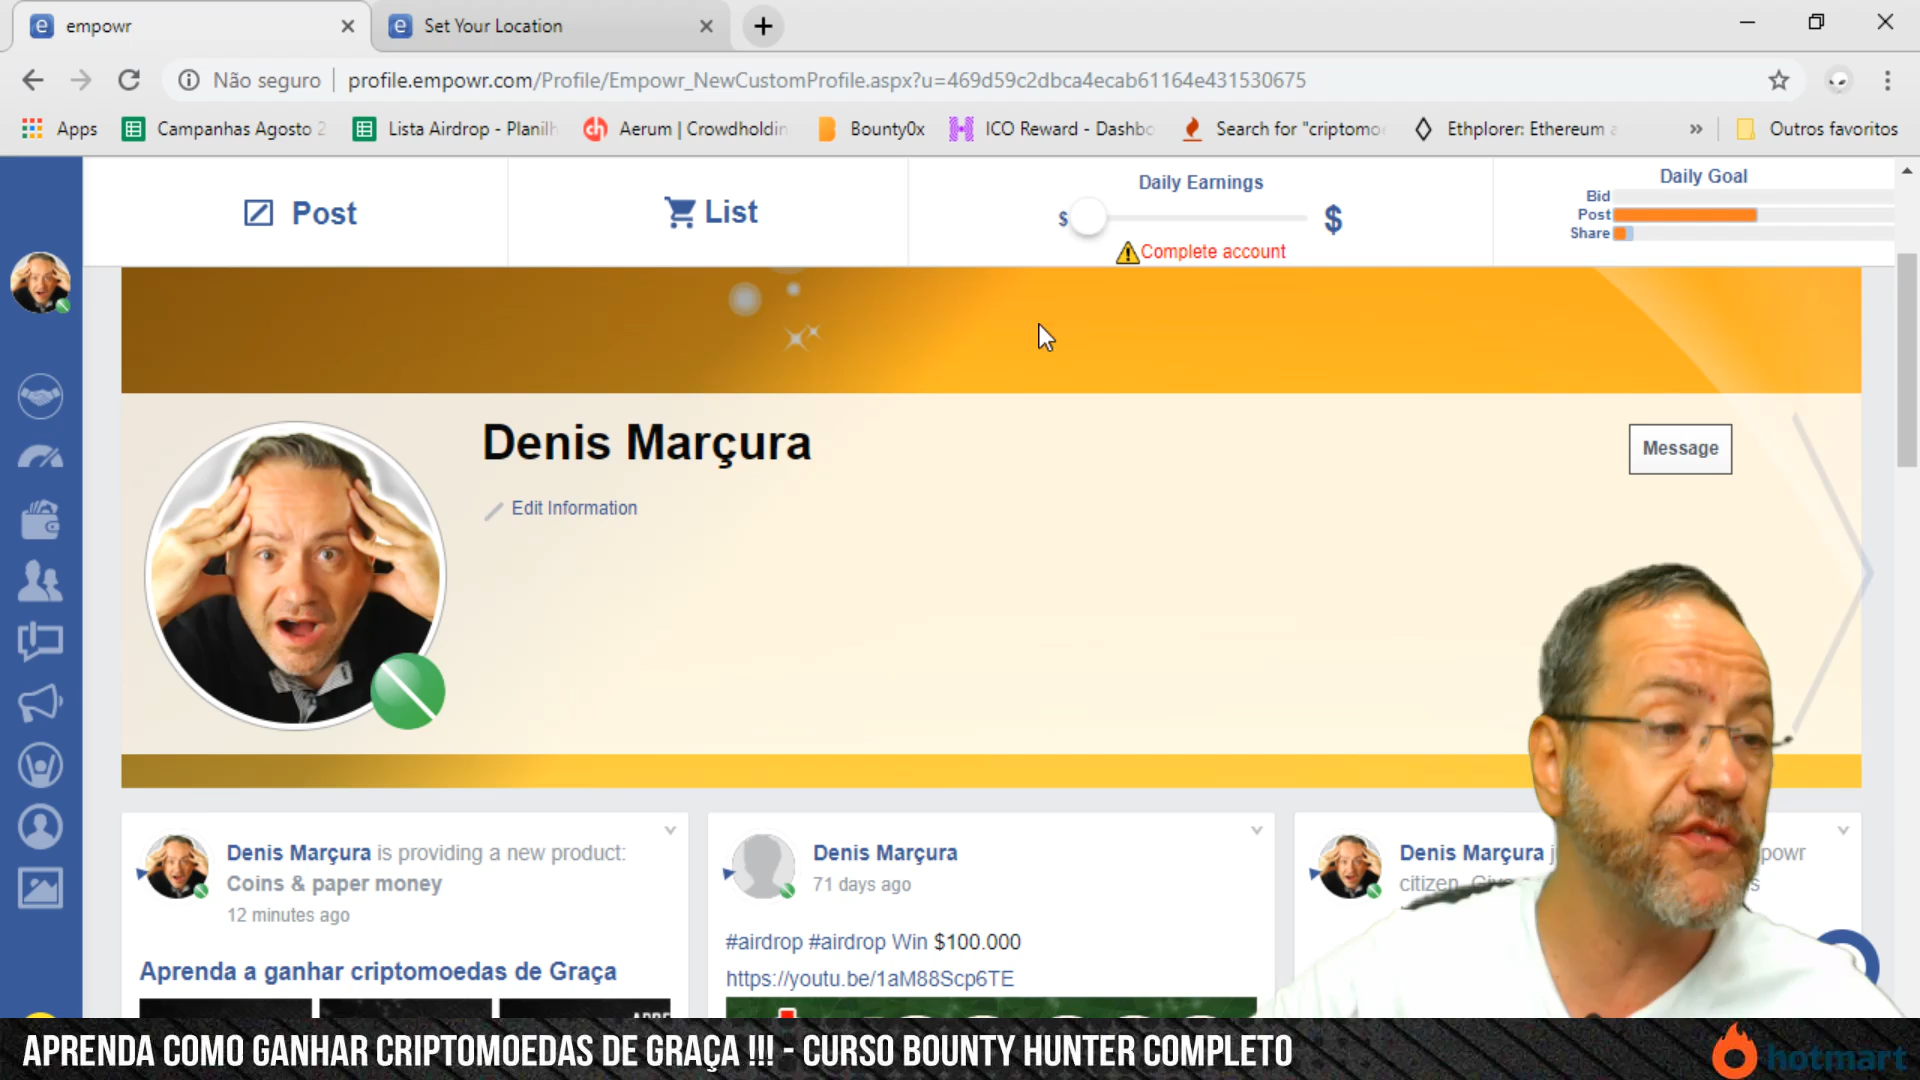 empowr
Set Your Location
Não seguro
profile.empowr.com/Profile/Empowr_NewCustomProfile.aspx?u=469d59c2dbca4ecab61164e431530675
Apps
Campanhas Agosto 2
Lista Airdrop - Planilh
Aerum | Crowdholdin
Bounty0x
ICO Reward - Dashbo
Search for "criptomo
Ethplorer: Ethereum a
»
Outros favoritos
Post
List
Daily Earnings
$ $
Complete account
Daily Goal
Bid
Post
Share
Denis Marçura
Edit Information
Message
Denis Marçura is providing a new product:
Coins & paper money
12 minutes ago
Aprenda a ganhar criptomoedas de Graça
Denis Marçura
71 days ago
#airdrop #airdrop Win $100.000
https://youtu.be/1aM88Scp6TE
Denis Marçura
citizen.
APRENDA COMO GANHAR CRIPTOMOEDAS DE GRAÇA !!! - CURSO BOUNTY HUNTER COMPLETO
hotmart